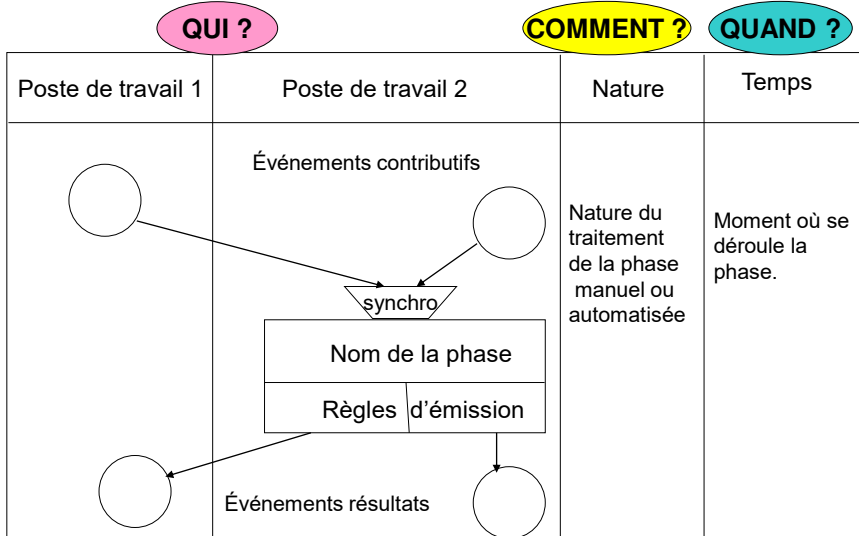 QUI ?
COMMENT ?
QUAND ?
Poste de travail 1
Poste de travail 2
Nature
Temps
Événements contributifs
Nature du
traitement
de la phase
manuel ou
automatisée
Moment où se
déroule la
phase.
synchro
Nom de la phase
Règles d’émission
Événements résultats